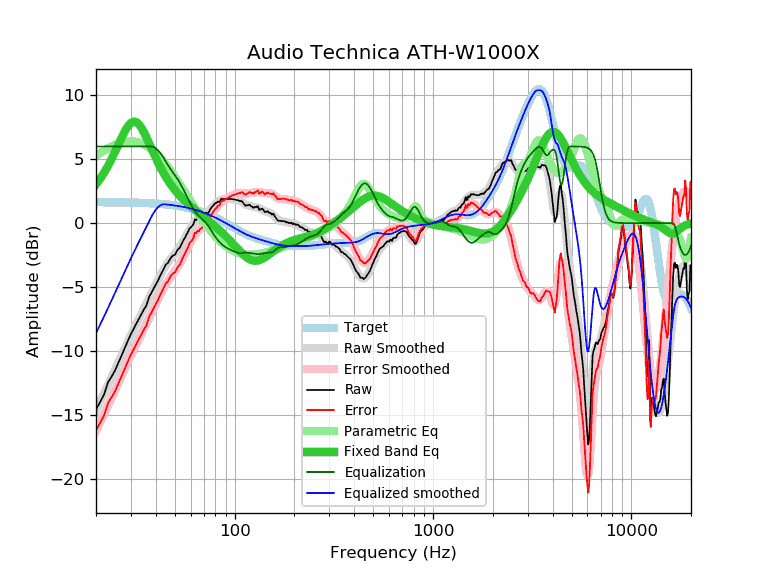 Audio Technica ATH-W1000X
10
5
0
−5
−10
−15
−20
Amplitude (dBr)
Target
Raw Smoothed
Error Smoothed
Raw
Error
Parametric Eq
Fixed Band Eq
Equalization
Equalized smoothed
100
1000
10000
Frequency (Hz)